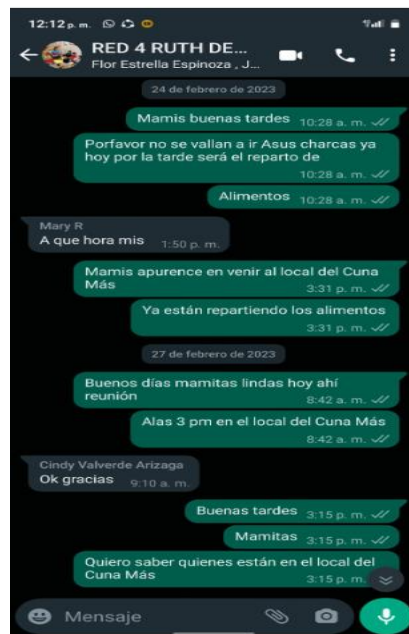 12:12 p. m.
RED 4 RUTH DE...
Flor Estrella Espinoza , J...
24 de febrero de 2023
Mamis buenas tardes 10:28 a. m.
Porfavor no se vallan a ir Asus charcas ya
hoy por la tarde será el reparto de
10:28 a. m.
Alimentos 10:28 a. m.
Mary R
A que hora mis 1:50 p. m.
Mamis apurence en venir al local del Cuna
Más 3:31 p. m.
Ya están repartiendo los alimentos
3:31 p. m.
27 de febrero de 2023
Buenos días mamitas lindas hoy ahí
reunión 8:42 a. m.
Alas 3 pm en el local del Cuna Más
8:42 a. m.
Cindy Valverde Arizaga
Ok gracias 9:10 a. m.
Buenas tardes 3:15 p. m.
Mamitas 3:15 p. m.
Quiero saber quienes están en el local del
Cuna Más 3:15 p. m.
Mensaje